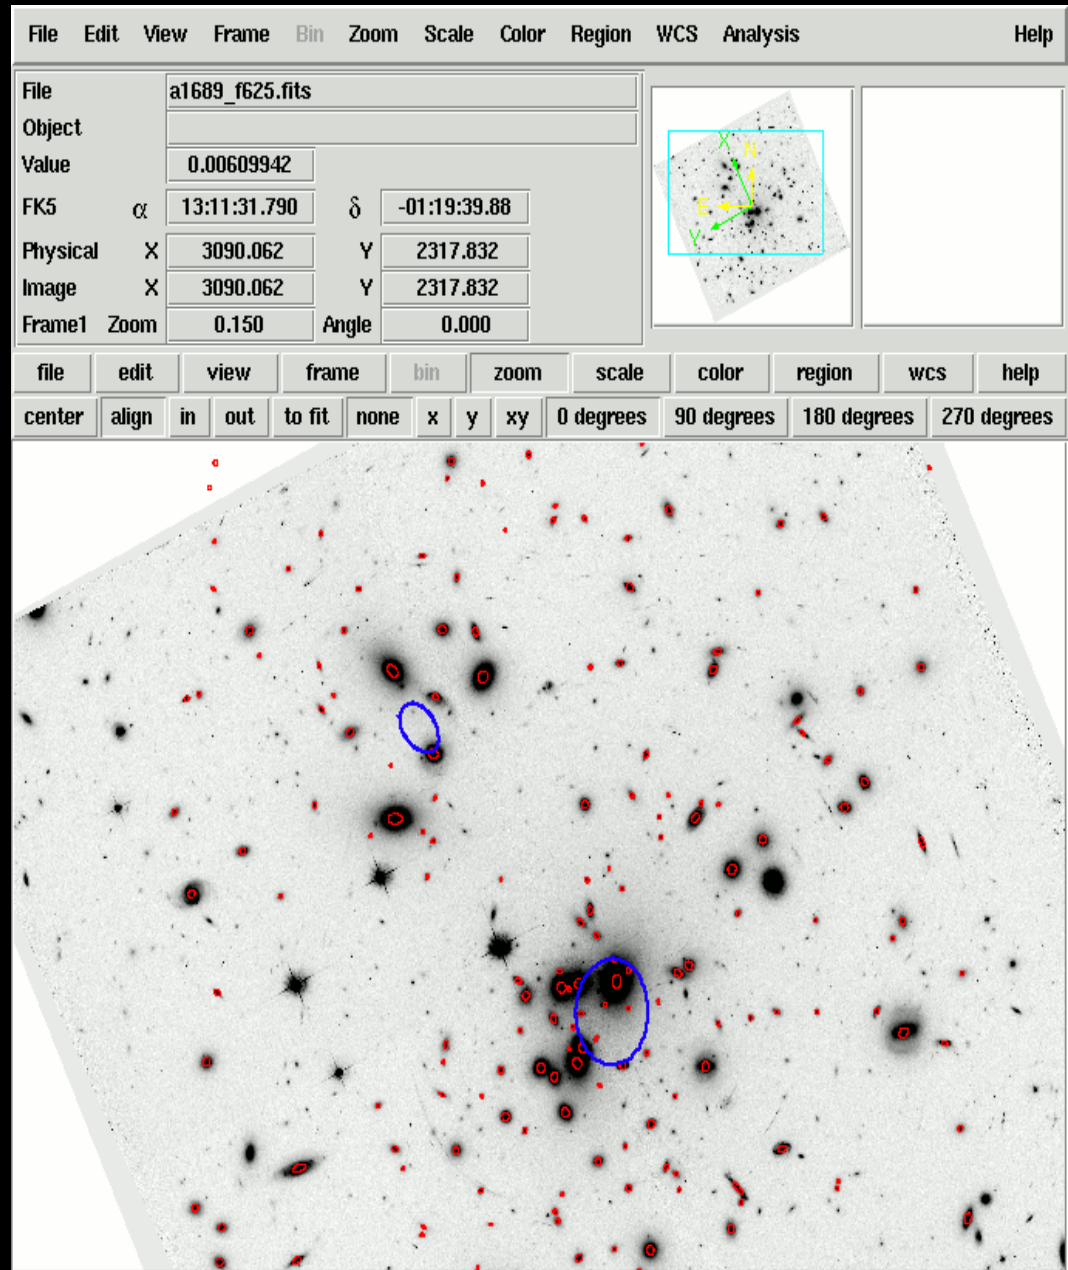 File Edit View Frame Bin Zoom Scale Color Region WCS Analysis Help
File a1689_f625.fits
Object
Value 0.00609942
FK5 α 13:11:31.790 δ -01:19:39.88
Physical X 3090.062 Y 2317.832
Image X 3090.062 Y 2317.832
Frame1 Zoom 0.150 Angle 0.000
X N
E
Y
file edit view frame bin zoom scale color region wcs help
center align in out to fit none x y xy 0 degrees 90 degrees 180 degrees 270 degrees